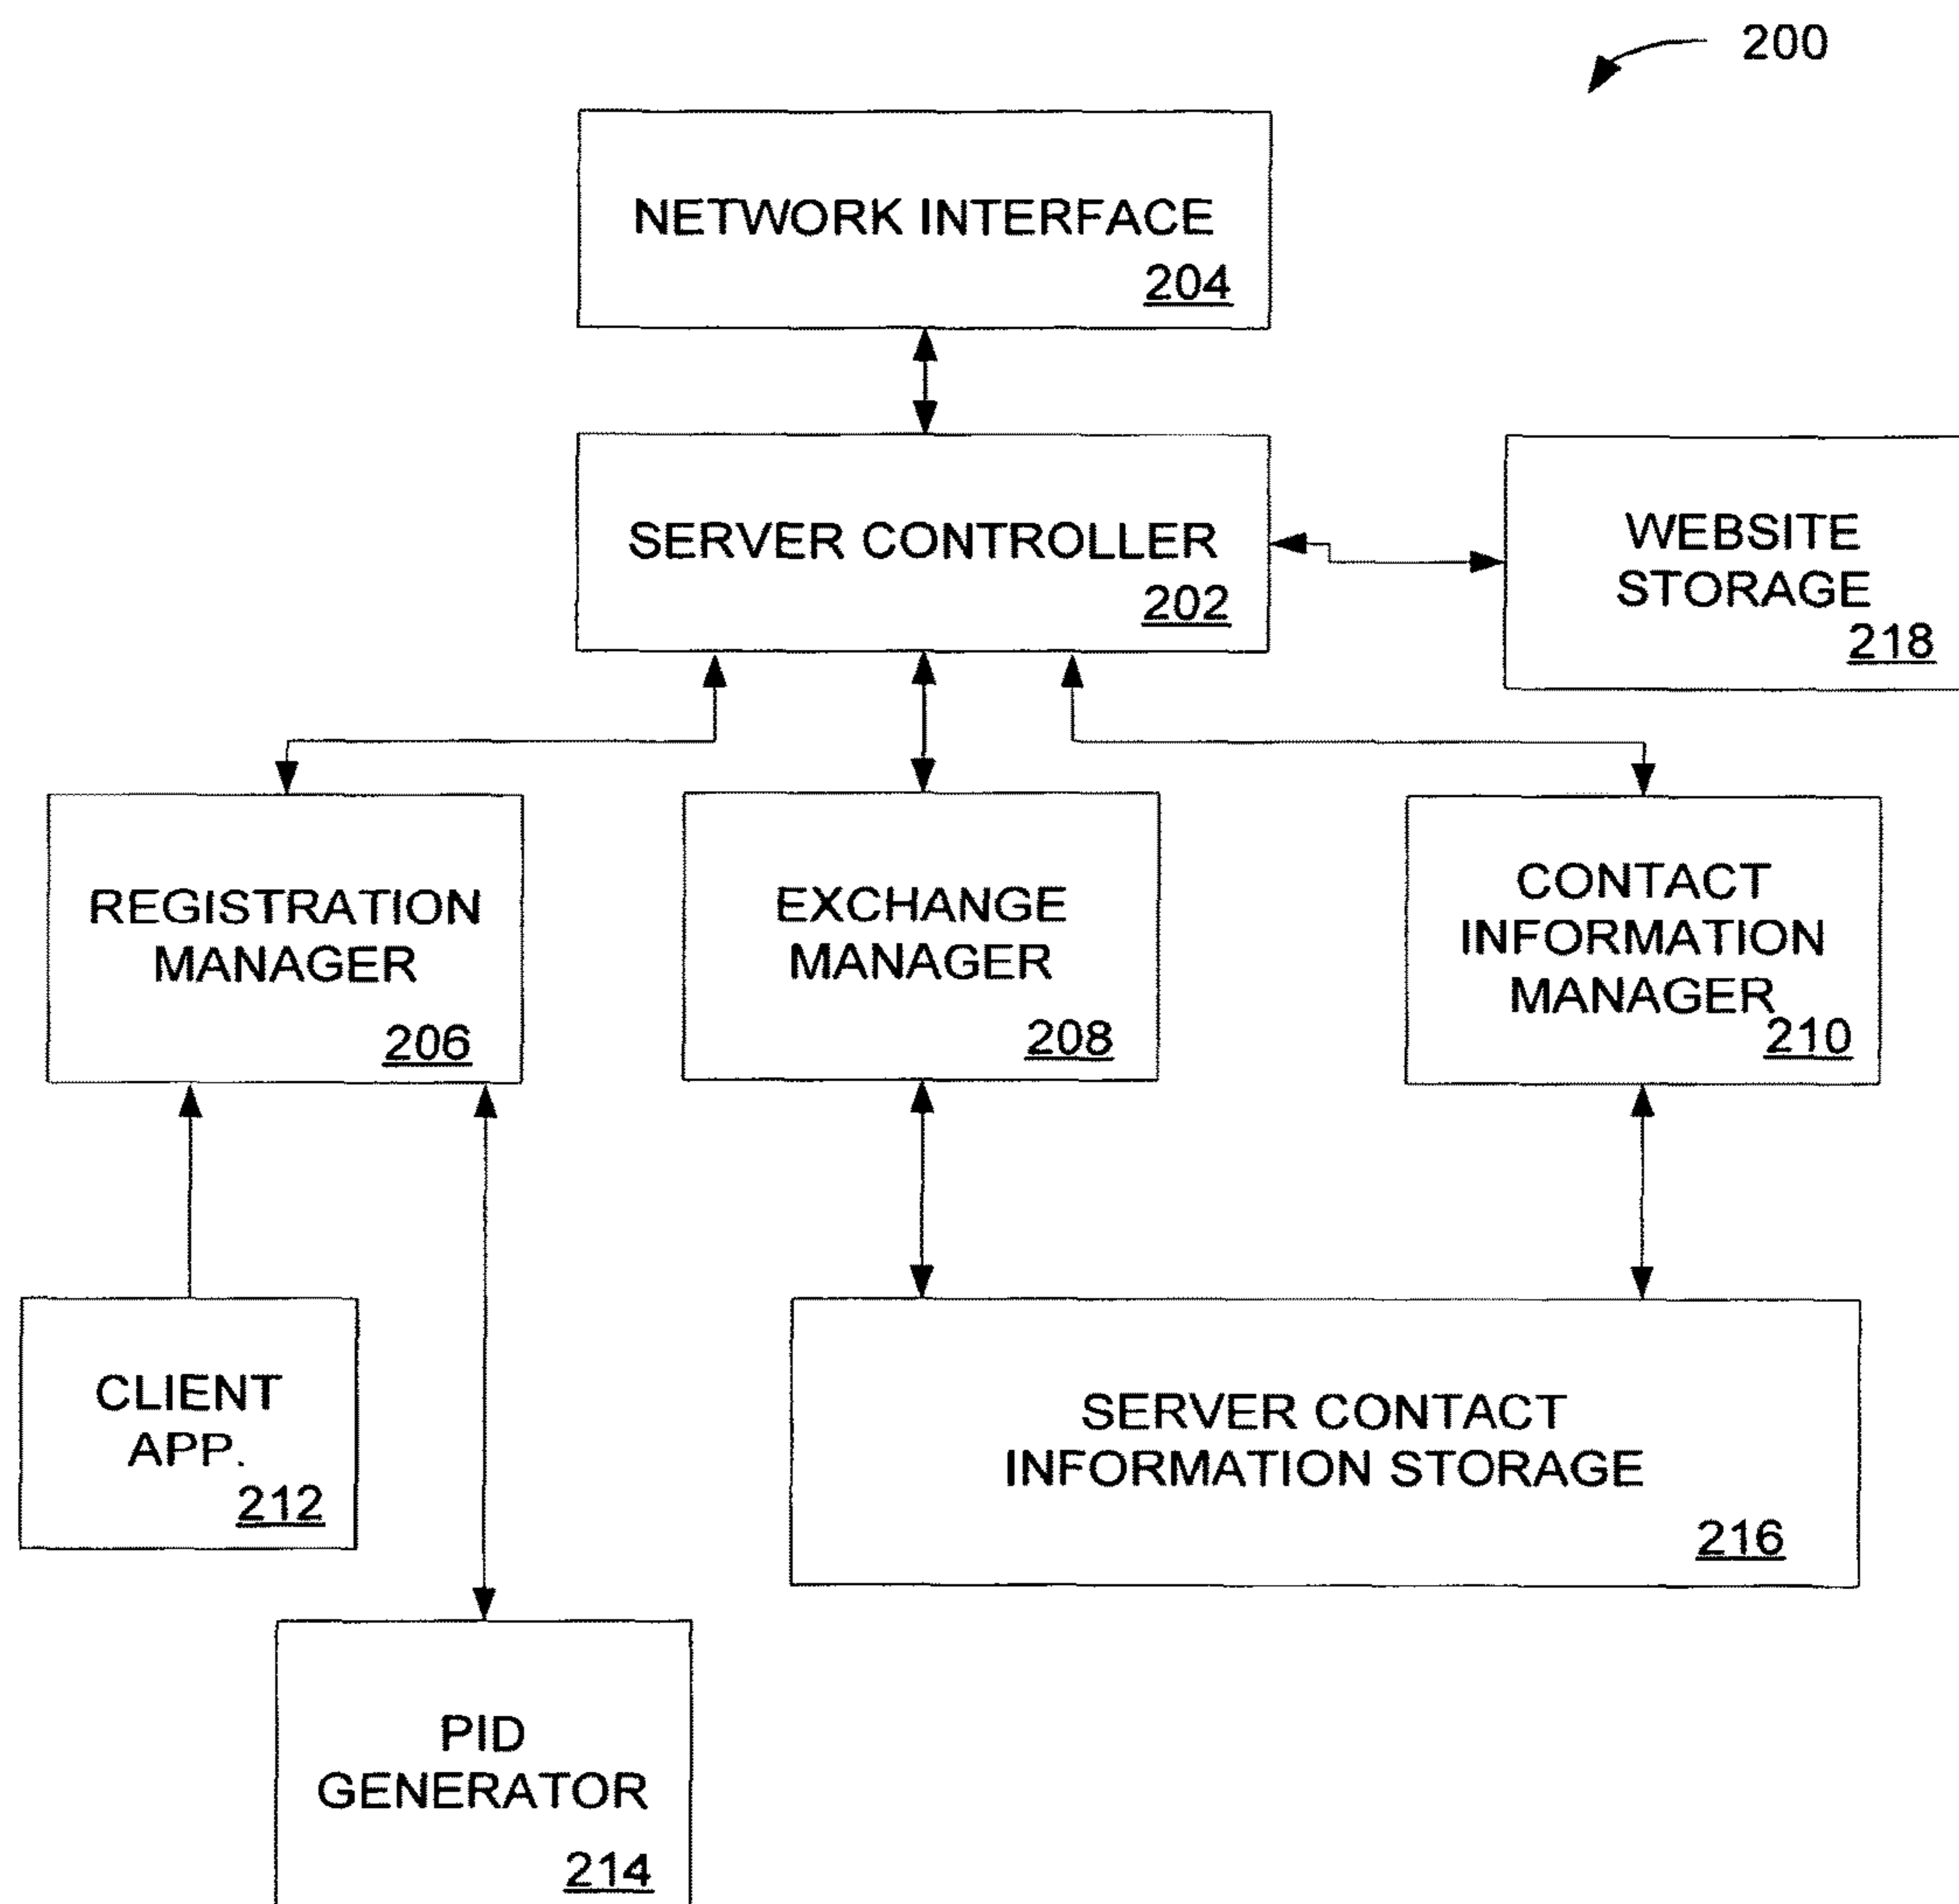 200
NETWORK INTERFACE
204
SERVER CONTROLLER
202
WEBSITE
STORAGE
218
REGISTRATION
MANAGER
206
EXCHANGE
MANAGER
208
CONTACT
INFORMATION
MANAGER
210
CLIENT
APP.
212
SERVER CONTACT
INFORMATION STORAGE
216
PID
GENERATOR
214